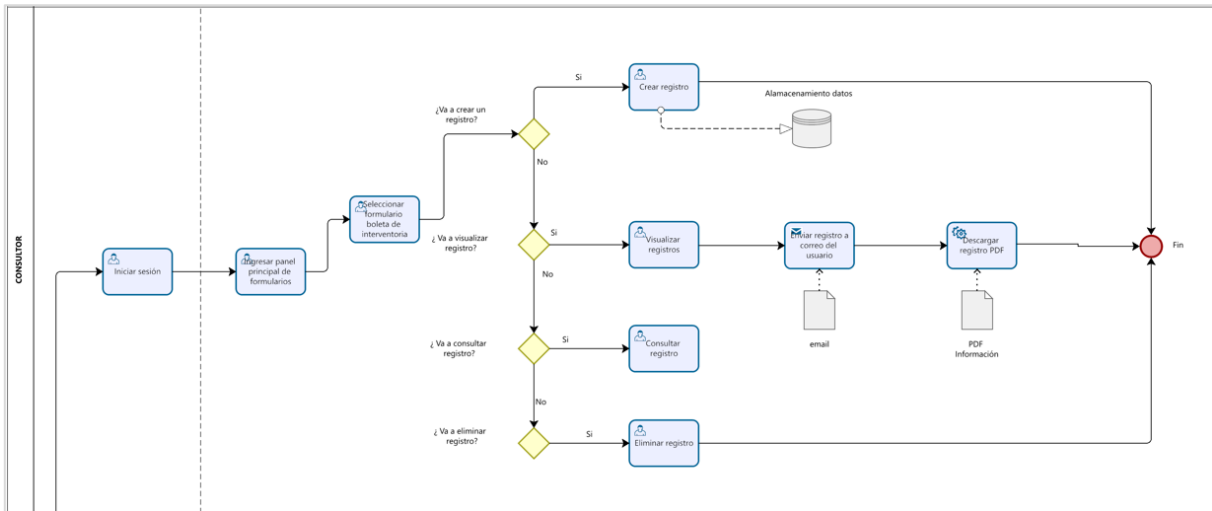 CONSULTOR
Iniciar sesión
Ingresar panel
principal de
formularios
Seleccionar
formulario
boleta de
interventoria
¿Va a crear un
registro?
Si
No
Crear registro
Alamacenamiento datos
¿ Va a visualizar
registro?
Si
No
Visualizar
registros
Enviar registro a
correo del
usuario
email
Descargar
registro PDF
PDF
Información
Fin
¿ Va a consultar
registro?
Si
No
Consultar
registro
¿ Va a eliminar
registro?
Si
Eliminar registro